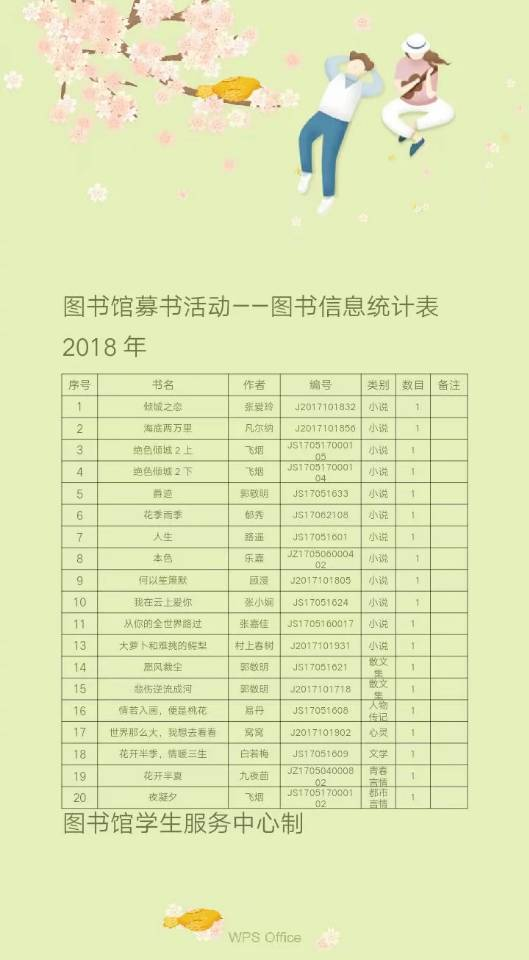 图书馆募书活动——图书信息统计表
2018 年
序号 书名 作者 编号 类别 数目 备注
1 倾城之恋 张爱玲 J2017101832 小说 1
2 海底两万里 凡尔纳 J2017101856 小说 1
3 绝色倾城 2 上 飞烟 JS170517000105 小说 1
4 绝色倾城 2 下 飞烟 JS170517000104 小说 1
5 爵迹 郭敬明 JS17051633 小说 1
6 花季雨季 郁秀 JS17062108 小说 1
7 人生 路遥 JS17051601 小说 1
8 本色 乐嘉 JZ170506000402 小说 1
9 何以笙箫默 顾漫 J2017101805 小说 1
10 我在云上爱你 张小娴 JS17051624 小说 1
11 从你的全世界路过 张嘉佳 JS1705160017 小说 1
13 大萝卜和难挑的鳄梨 村上春树 J2017101931 小说 1
14 愿风裁尘 郭敬明 JS17051621 散文集 1
15 悲伤逆流成河 郭敬明 J2017101718 散文集 1
16 情若入画，便是桃花 易丹 JS17051608 人物传记 1
17 世界那么大，我想去看看 窝窝 J2017101902 心灵 1
18 花开半季，情暖三生 白若梅 JS17051609 文学 1
19 花开半夏 九夜茴 JZ170504000802 青春言情 1
20 夜凝夕 飞烟 JS170517000102 都市言情 1
图书馆学生服务中心制
WPS Office